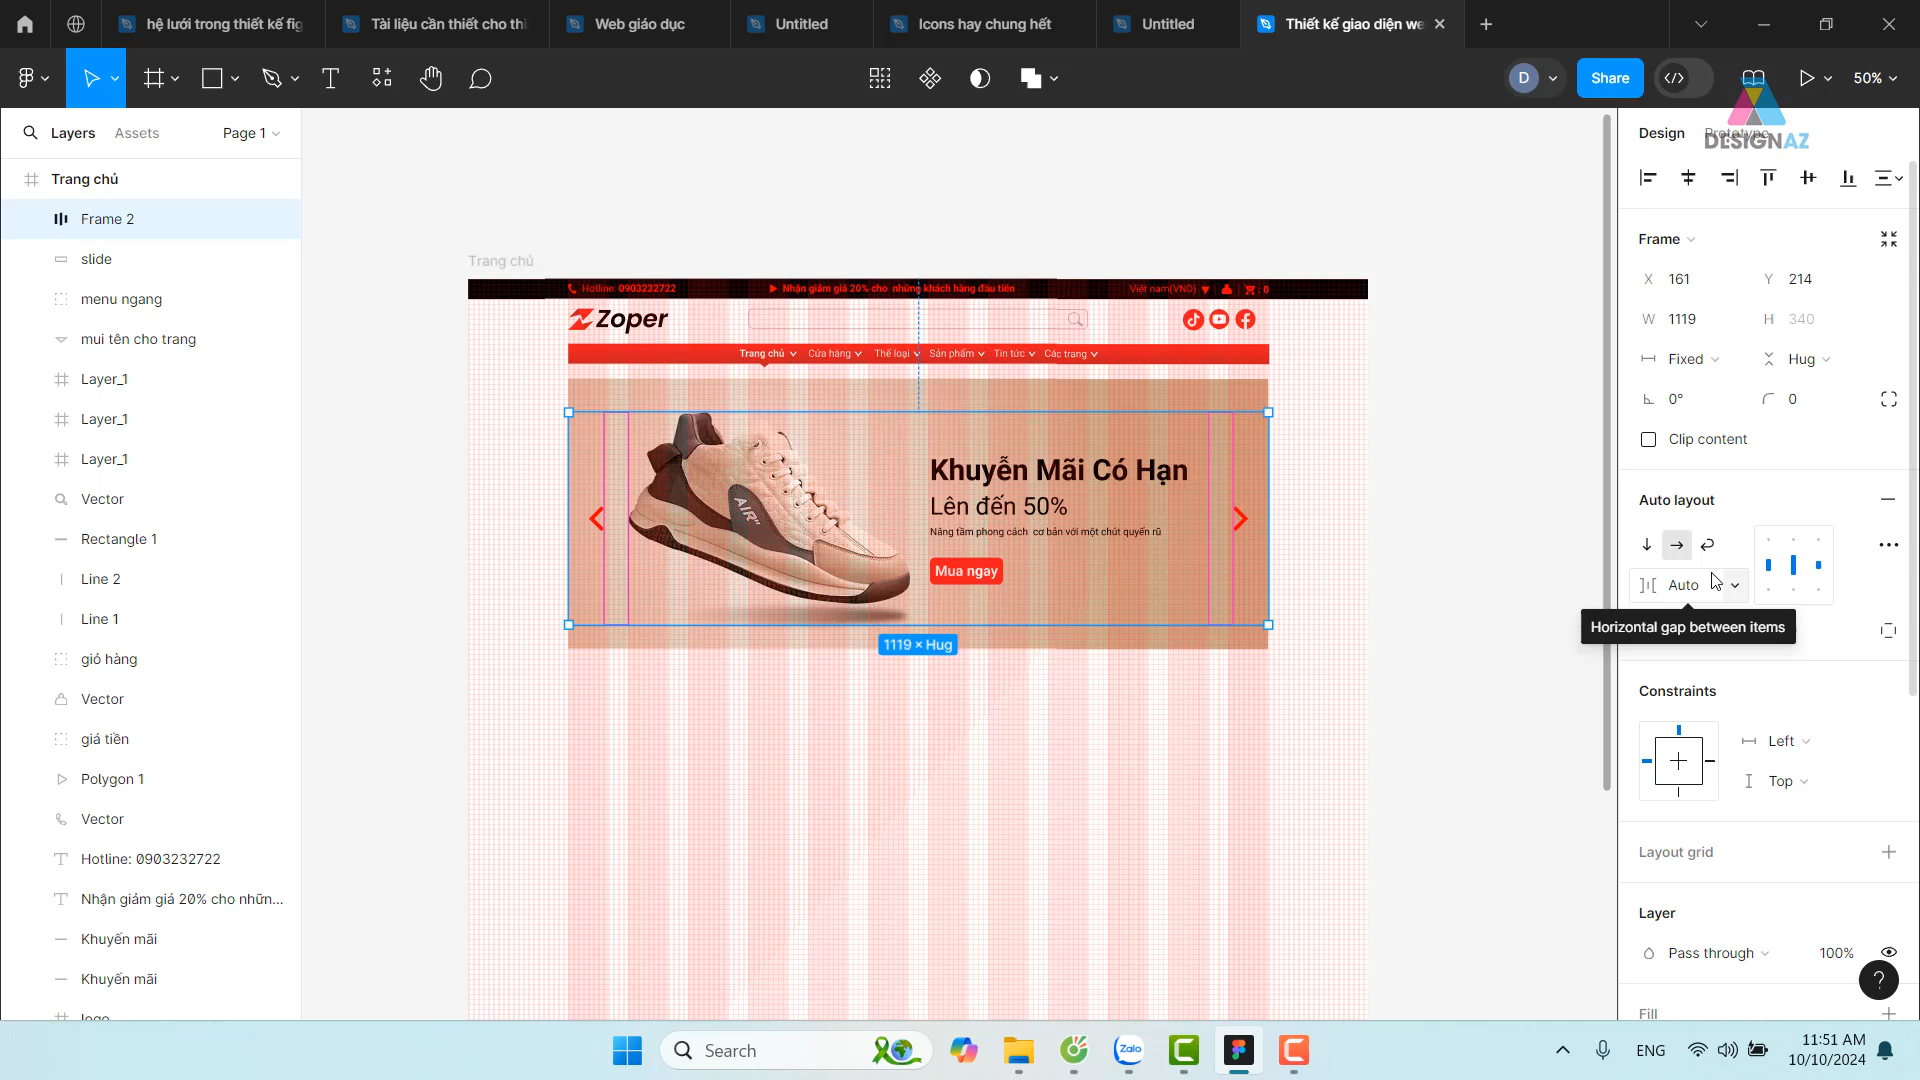 hệ lưới trong thiết kế fig
Tài liệu cần thiết cho thi
Web giáo dục
Untitled
Icons hay chung hết
Untitled
Thiết kế giao diện we
D
Share
50%
Layers
Assets
Page 1
Design
Prototype
DESIGNAZ
Trang chủ
Frame 2
slide
menu ngang
mui tên cho trang
Layer_1
Layer_1
Layer_1
Vector
Rectangle 1
Line 2
Line 1
giỏ hàng
Vector
giá tiền
Polygon 1
Vector
Hotline: 0903232722
Nhận giảm giá 20% cho nhữn...
Khuyến mãi
Khuyến mãi
logo
Trang chủ
Hotline: 0903232722
Nhận giảm giá 20% cho những khách hàng đầu tiên
Việt nam(VND)
: 0
Zoper
Trang chủ
Cửa hàng
Thể loại
Sản phẩm
Tin tức
Các trang
AIR"
Khuyễn Mãi Có Hạn
Lên đến 50%
Nâng tầm phong cách cơ bản với một chút quyến rũ
Mua ngay
1119 × Hug
Frame
X 161
Y 214
W 1119
H 340
Fixed
Hug
0°
0
Clip content
Auto layout
Auto
Horizontal gap between items
Constraints
Left
Top
Layout grid
Layer
Pass through
100%
?
Fill
Search
Zalo
ENG
11:51 AM
10/10/2024